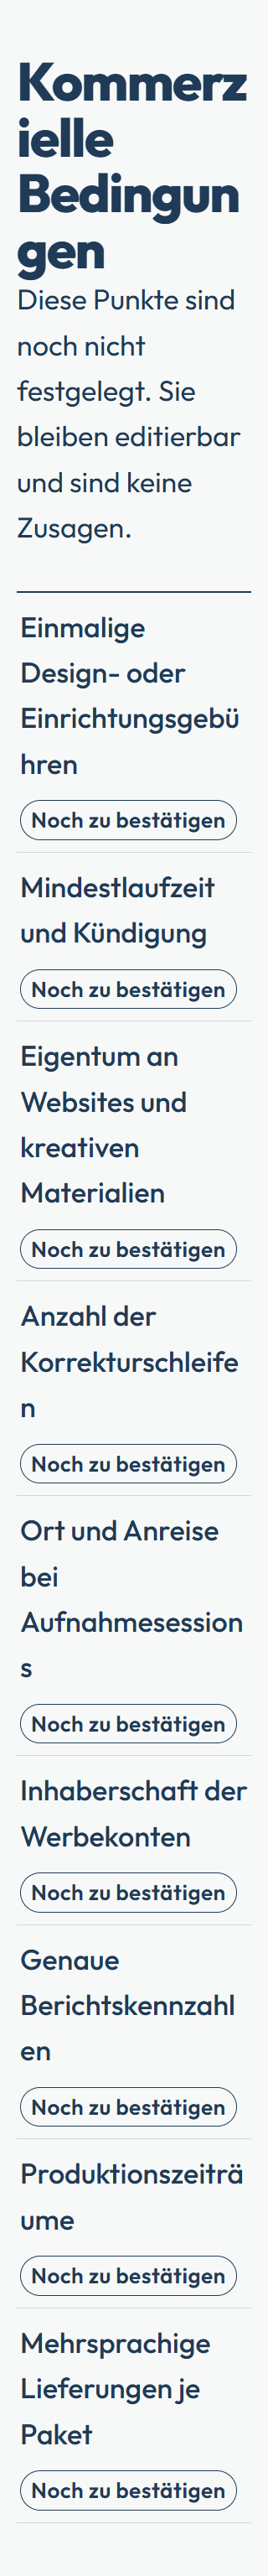 Kommerz
ielle
Bedingun
gen
Diese Punkte sind
noch nicht
festgelegt. Sie
bleiben editierbar
und sind keine
Zusagen.
Einmalige
Design- oder
Einrichtungsgebü
hren
Noch zu bestätigen
Mindestlaufzeit
und Kündigung
Noch zu bestätigen
Eigentum an
Websites und
kreativen
Materialien
Noch zu bestätigen
Anzahl der
Korrekturschleife
n
Noch zu bestätigen
Ort und Anreise
bei
Aufnahmesession
s
Noch zu bestätigen
Inhaberschaft der
Werbekonten
Noch zu bestätigen
Genaue
Berichtskennzahl
en
Noch zu bestätigen
Produktionszeiträ
ume
Noch zu bestätigen
Mehrsprachige
Lieferungen je
Paket
Noch zu bestätigen